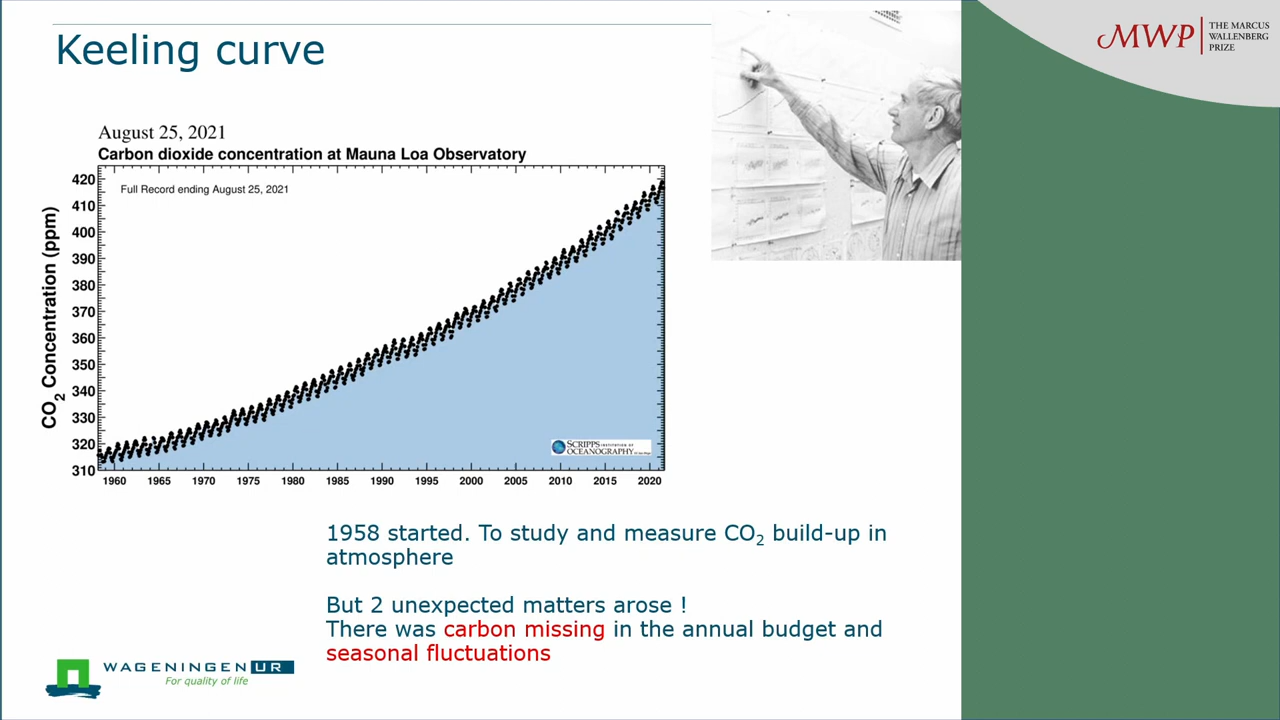 Keeling curve
MWP
THE MARCUS
WALLENBERG
PRIZE
August 25, 2021
Carbon dioxide concentration at Mauna Loa Observatory
Full Record ending August 25, 2021
CO2 Concentration (ppm)
420
410
400
390
380
370
360
350
340
330
320
310
1960 1965 1970 1975 1980 1985 1990 1995 2000 2005 2010 2015 2020
SCRIPPS INSTITUTION OF
OCEANOGRAPHY
1958 started. To study and measure CO2 build-up in
atmosphere
But 2 unexpected matters arose !
There was carbon missing in the annual budget and
seasonal fluctuations
WAGENINGEN UR
For quality of life